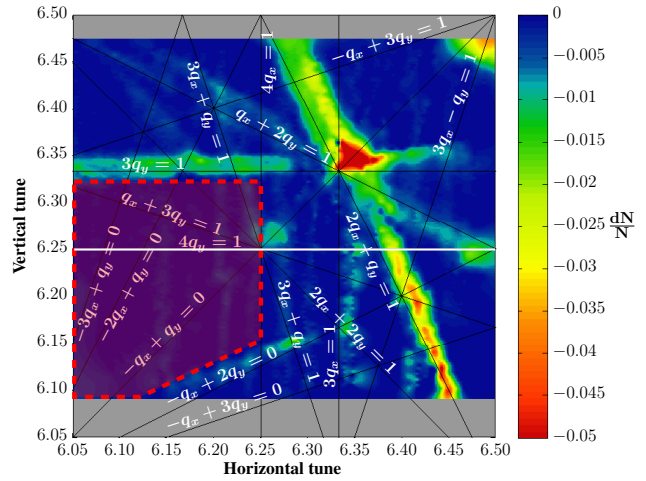 6.50
6.40
6.35
6.30
6.25
6.20
6.15
6.10
6.05
Vertical tune
6.05 6.10 6.15 6.20 6.25 6.30 6.35 6.40 6.45 6.50
Horizontal tune
3qx + qy = 1
4qx = 1
−qx + 3qy = 1
3qx − qy = 1
qx + 2qy = 1
3qy = 1
qx + 3qy = 1
4qy = 1
−3qx + qy = 0
−2qx + qy = 0
−qx + qy = 0
2qx + qy = 1
3qx + qy = 1
2qx + 2qy = 1
3qx = 1
−qx + 2qy = 0
−qx + 3qy = 0
0
−0.005
−0.01
−0.015
−0.02
−0.025
−0.03
−0.035
−0.04
−0.045
−0.05
dN
N